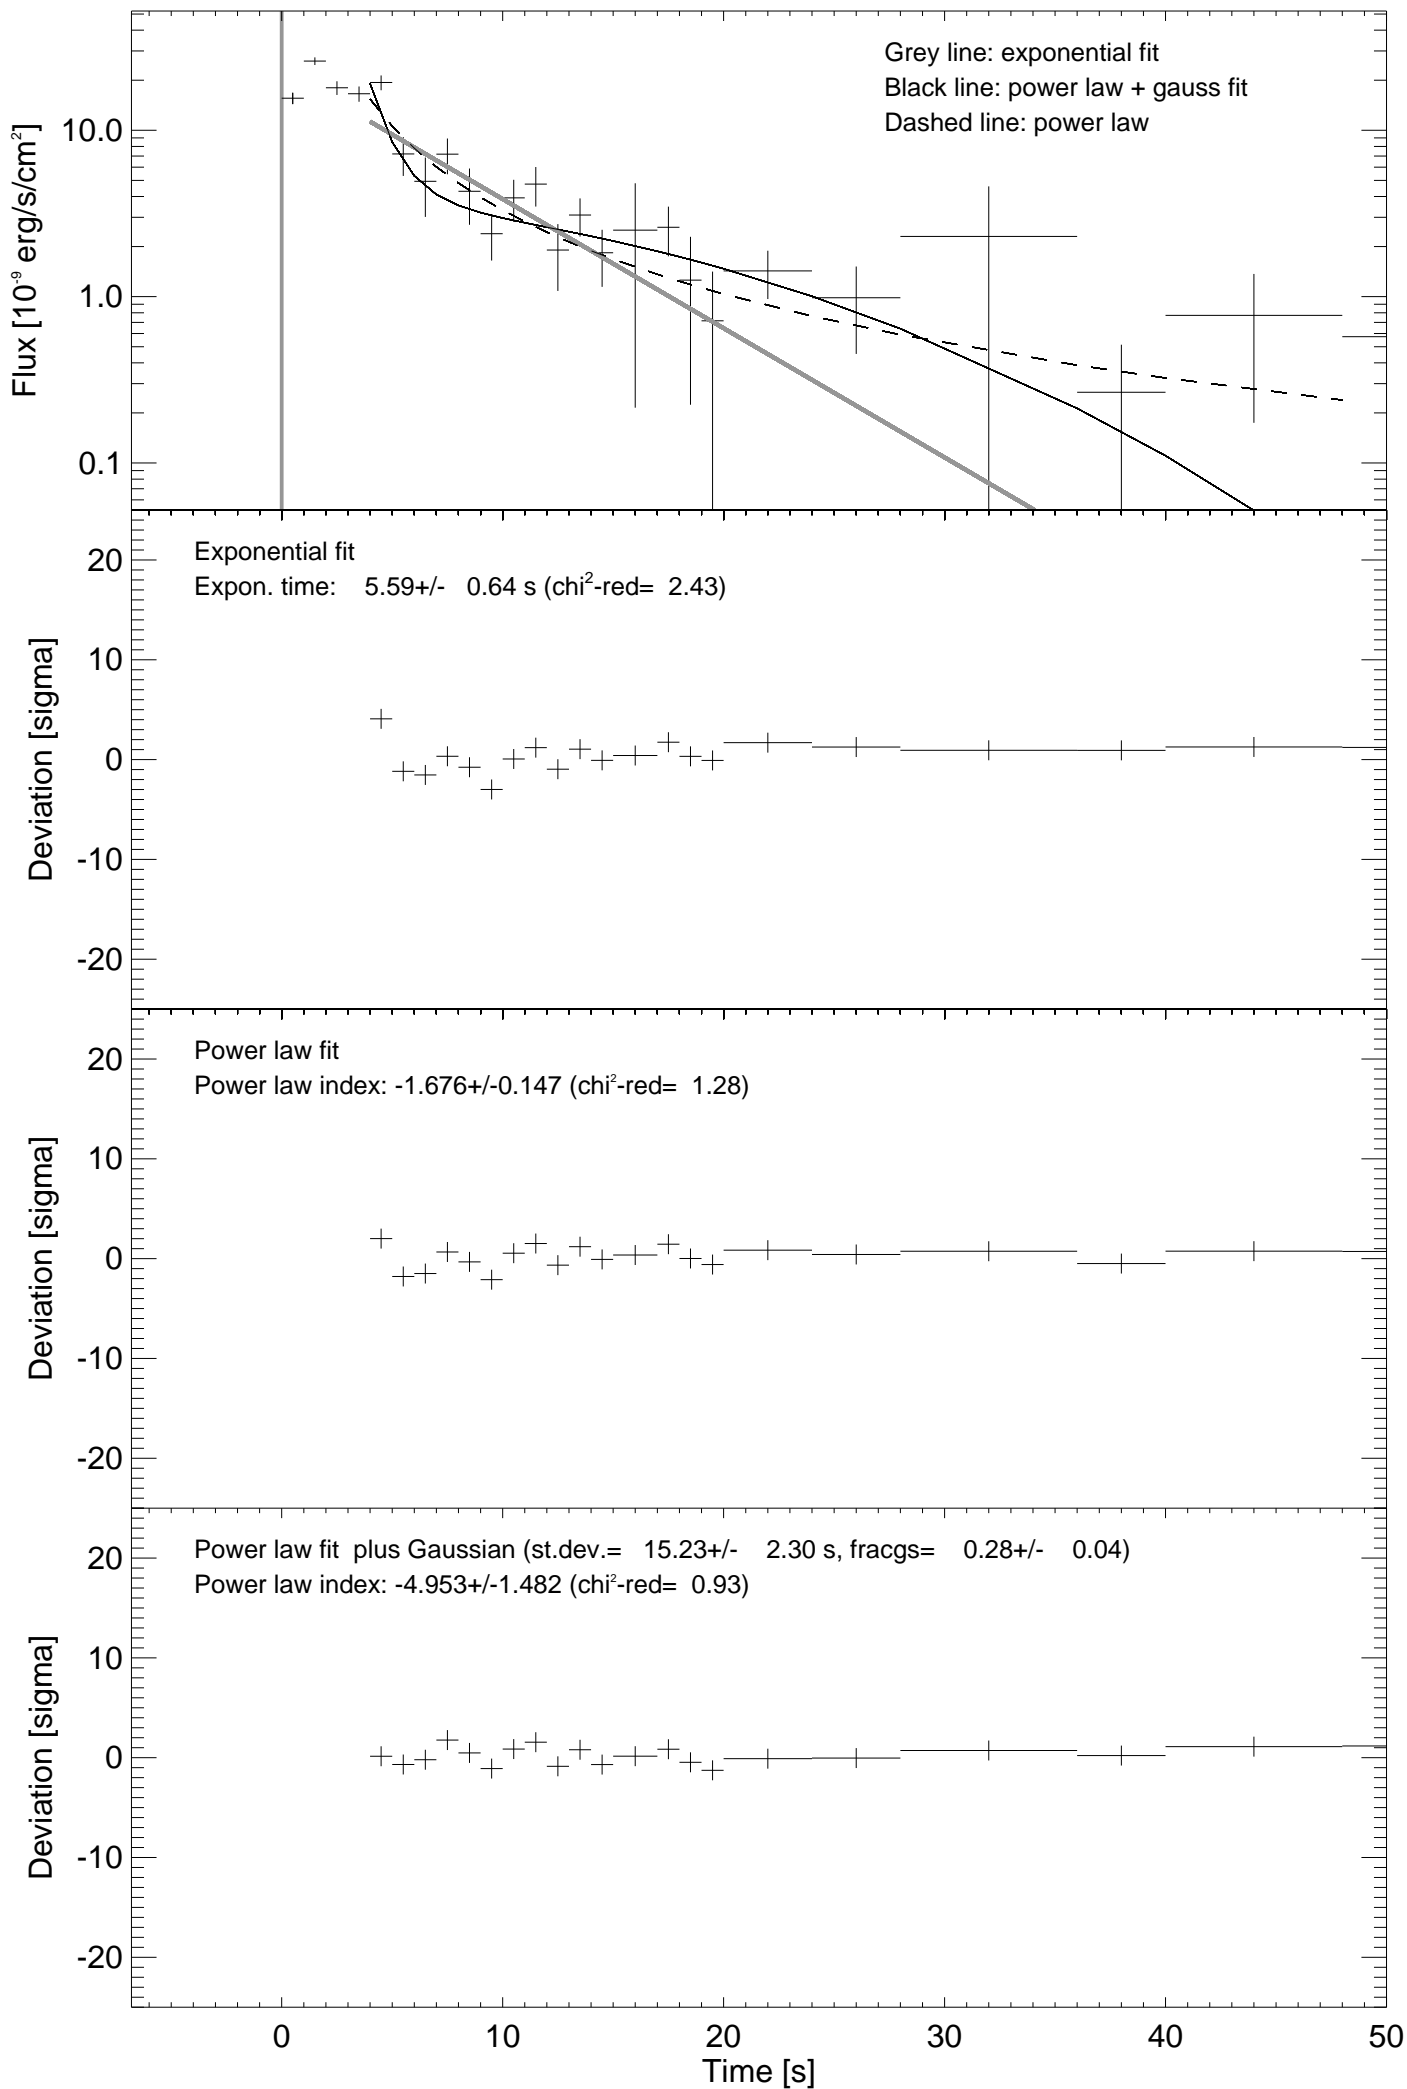 Grey line: exponential fit
Black line: power law + gauss fit
Dashed line: power law
Flux [10⁻⁹ erg/s/cm²]
10.0
1.0
0.1
Exponential fit
Expon. time: 5.59+/- 0.64 s (chi²-red= 2.43)
Deviation [sigma]
20
10
0
-10
-20
Power law fit
Power law index: -1.676+/-0.147 (chi²-red= 1.28)
Deviation [sigma]
20
10
0
-10
-20
Power law fit plus Gaussian (st.dev.= 15.23+/- 2.30 s, fracgs= 0.28+/- 0.04)
Power law index: -4.953+/-1.482 (chi²-red= 0.93)
Deviation [sigma]
20
10
0
-10
-20
0 10 20 30 40 50
Time [s]